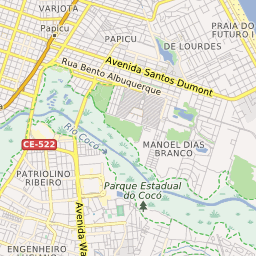 VARJOTA
Papicu
PAPICU
DE LOURDES
PRAIA DO
FUTURO I
Avenida Santos Dumont
Rua Bento Albuquerque
Rio Cocó
CE-522
MANOEL DIAS
BRANCO
PATRIOLINO
RIBEIRO
Parque Estadual
do Cocó
Avenida Wa
ENGENHEIRO
LUCIANO